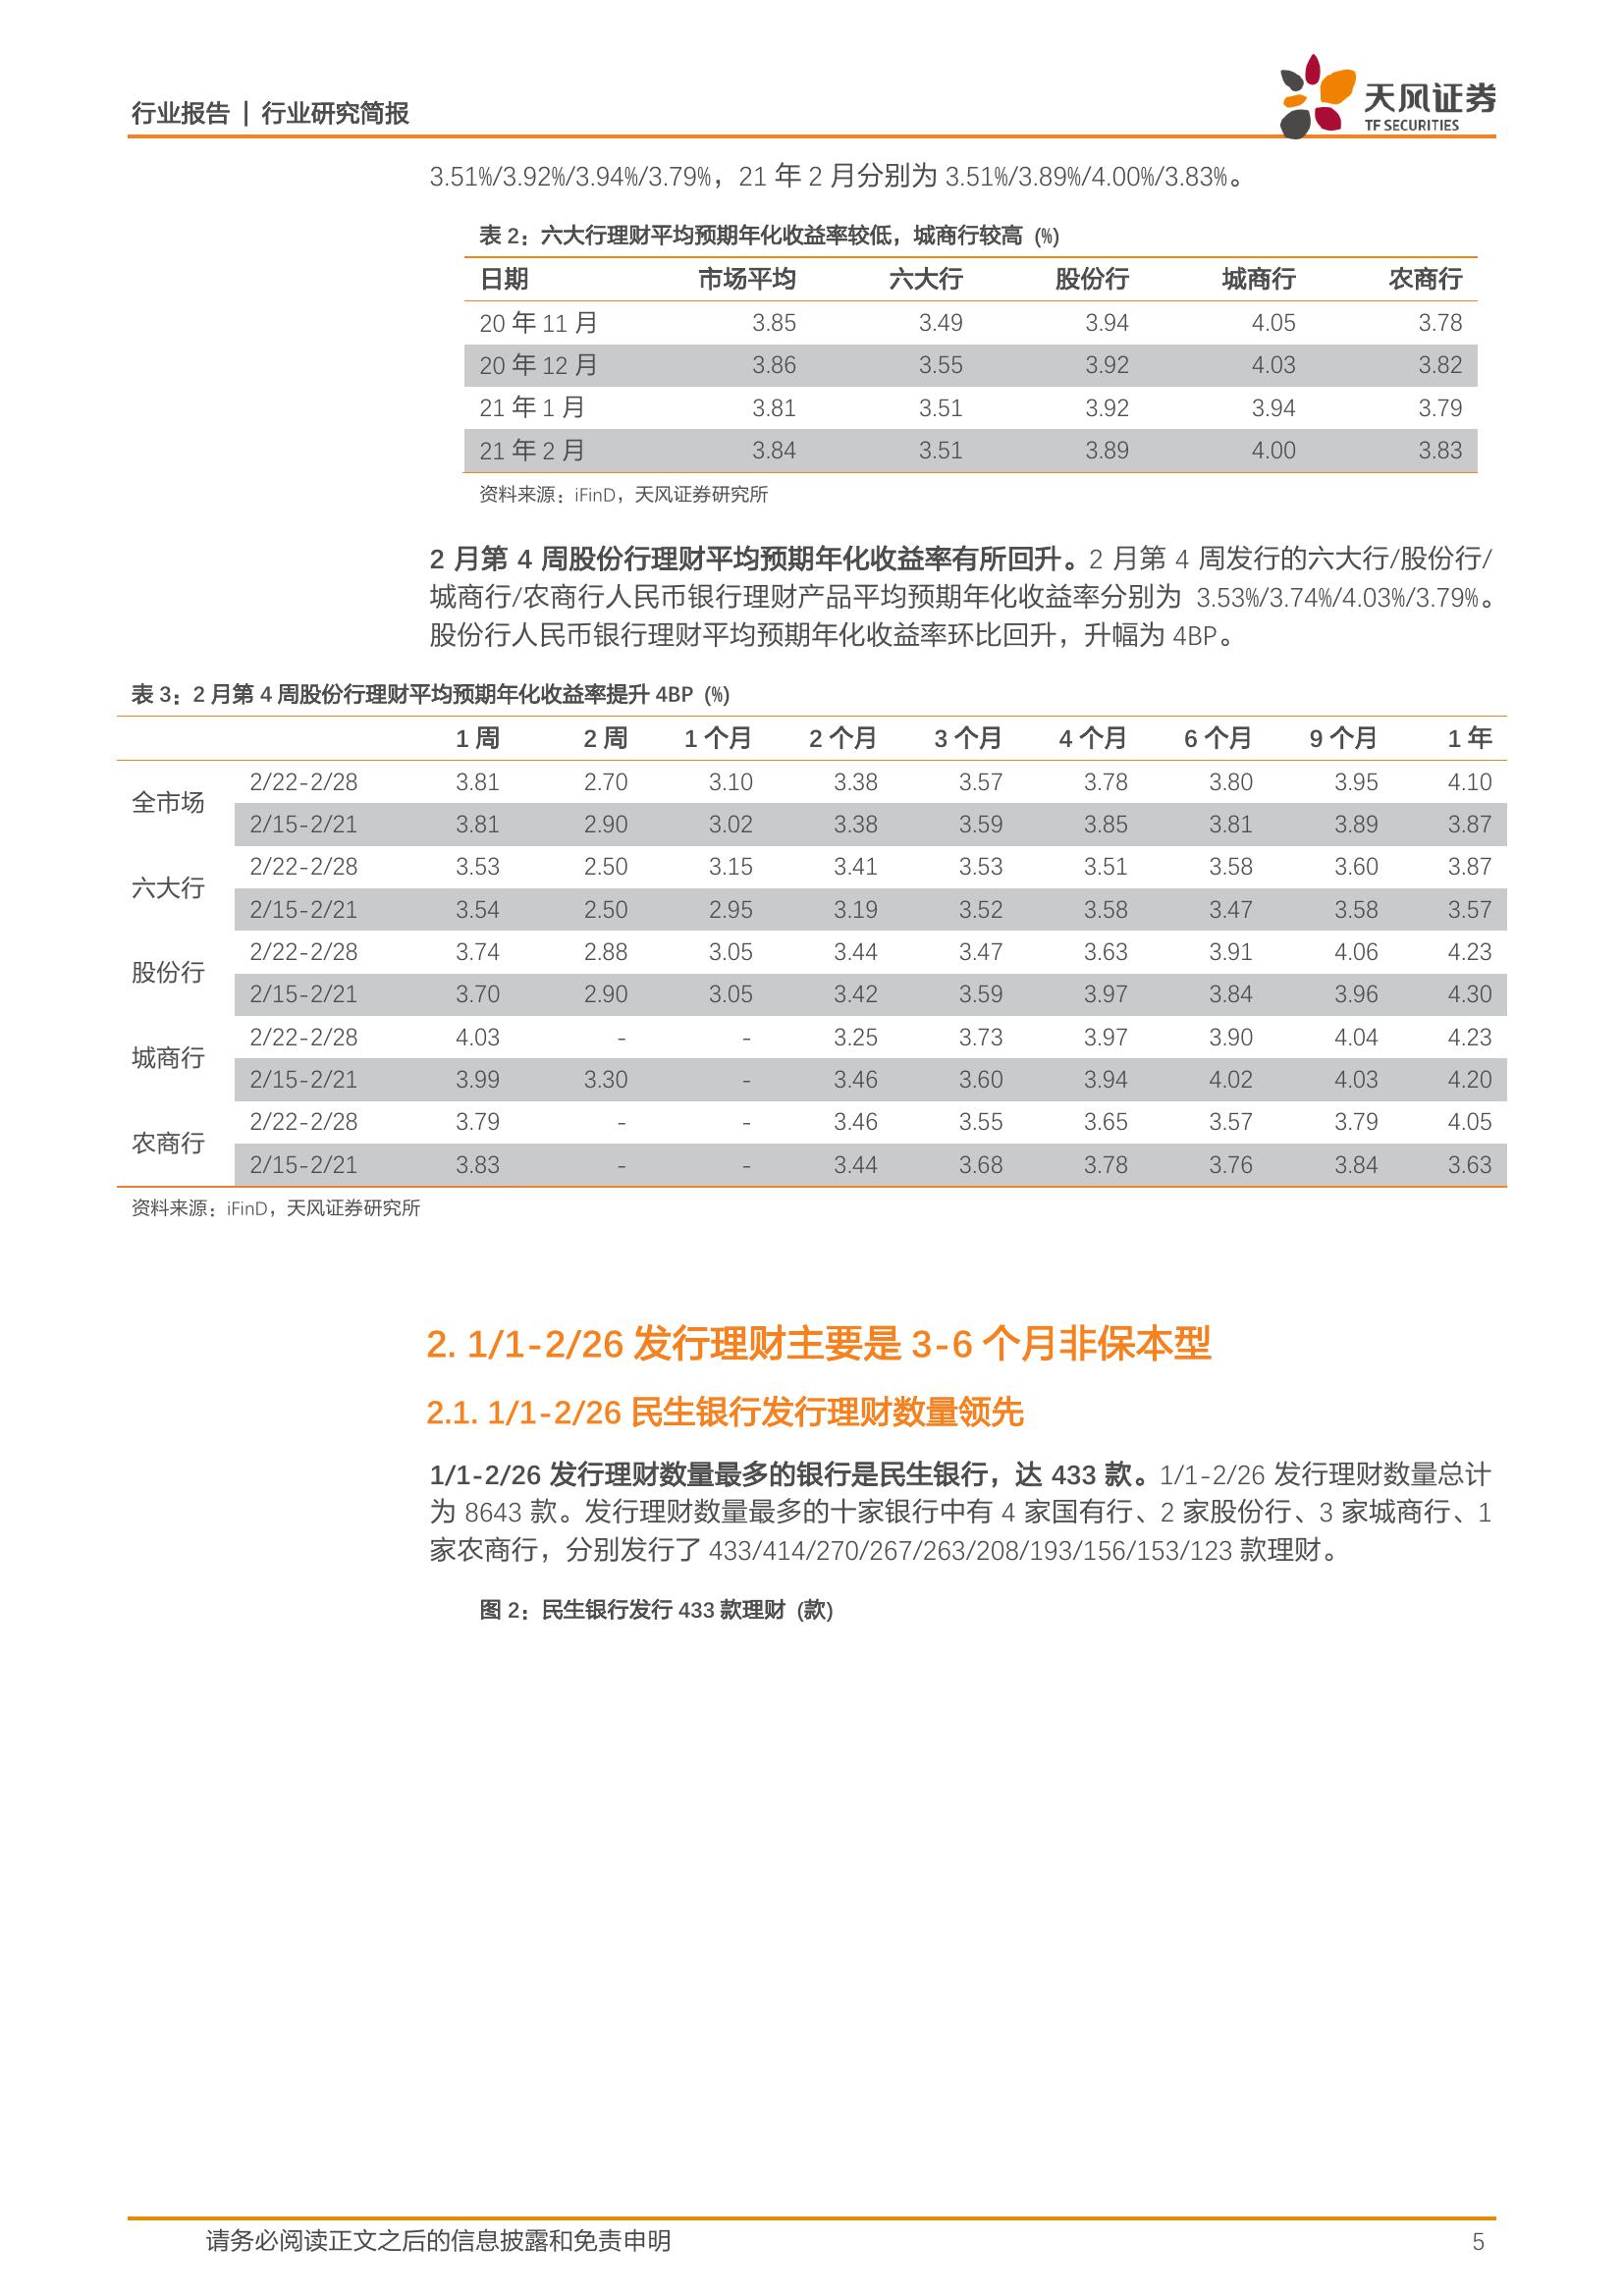 行业报告 | 行业研究简报
天风证券
TF SECURITIES
3.51%/3.92%/3.94%/3.79%，21 年 2 月分别为 3.51%/3.89%/4.00%/3.83%。
表 2：六大行理财平均预期年化收益率较低，城商行较高 (%)
日期 市场平均 六大行 股份行 城商行 农商行
20 年 11 月 3.85 3.49 3.94 4.05 3.78
20 年 12 月 3.86 3.55 3.92 4.03 3.82
21 年 1 月 3.81 3.51 3.92 3.94 3.79
21 年 2 月 3.84 3.51 3.89 4.00 3.83
资料来源：iFinD，天风证券研究所
2 月第 4 周股份行理财平均预期年化收益率有所回升。2 月第 4 周发行的六大行/股份行/
城商行/农商行人民币银行理财产品平均预期年化收益率分别为 3.53%/3.74%/4.03%/3.79%。
股份行人民币银行理财平均预期年化收益率环比回升，升幅为 4BP。
表 3：2 月第 4 周股份行理财平均预期年化收益率提升 4BP (%)
1 周 2 周 1 个月 2 个月 3 个月 4 个月 6 个月 9 个月 1 年
全市场 2/22-2/28 3.81 2.70 3.10 3.38 3.57 3.78 3.80 3.95 4.10
2/15-2/21 3.81 2.90 3.02 3.38 3.59 3.85 3.81 3.89 3.87
六大行 2/22-2/28 3.53 2.50 3.15 3.41 3.53 3.51 3.58 3.60 3.87
2/15-2/21 3.54 2.50 2.95 3.19 3.52 3.58 3.47 3.58 3.57
股份行 2/22-2/28 3.74 2.88 3.05 3.44 3.47 3.63 3.91 4.06 4.23
2/15-2/21 3.70 2.90 3.05 3.42 3.59 3.97 3.84 3.96 4.30
城商行 2/22-2/28 4.03 - - 3.25 3.73 3.97 3.90 4.04 4.23
2/15-2/21 3.99 3.30 - 3.46 3.60 3.94 4.02 4.03 4.20
农商行 2/22-2/28 3.79 - - 3.46 3.55 3.65 3.57 3.79 4.05
2/15-2/21 3.83 - - 3.44 3.68 3.78 3.76 3.84 3.63
资料来源：iFinD，天风证券研究所
2. 1/1-2/26 发行理财主要是 3-6 个月非保本型
2.1. 1/1-2/26 民生银行发行理财数量领先
1/1-2/26 发行理财数量最多的银行是民生银行，达 433 款。1/1-2/26 发行理财数量总计
为 8643 款。发行理财数量最多的十家银行中有 4 家国有行、2 家股份行、3 家城商行、1
家农商行，分别发行了 433/414/270/267/263/208/193/156/153/123 款理财。
图 2：民生银行发行 433 款理财 (款)
请务必阅读正文之后的信息披露和免责申明 5